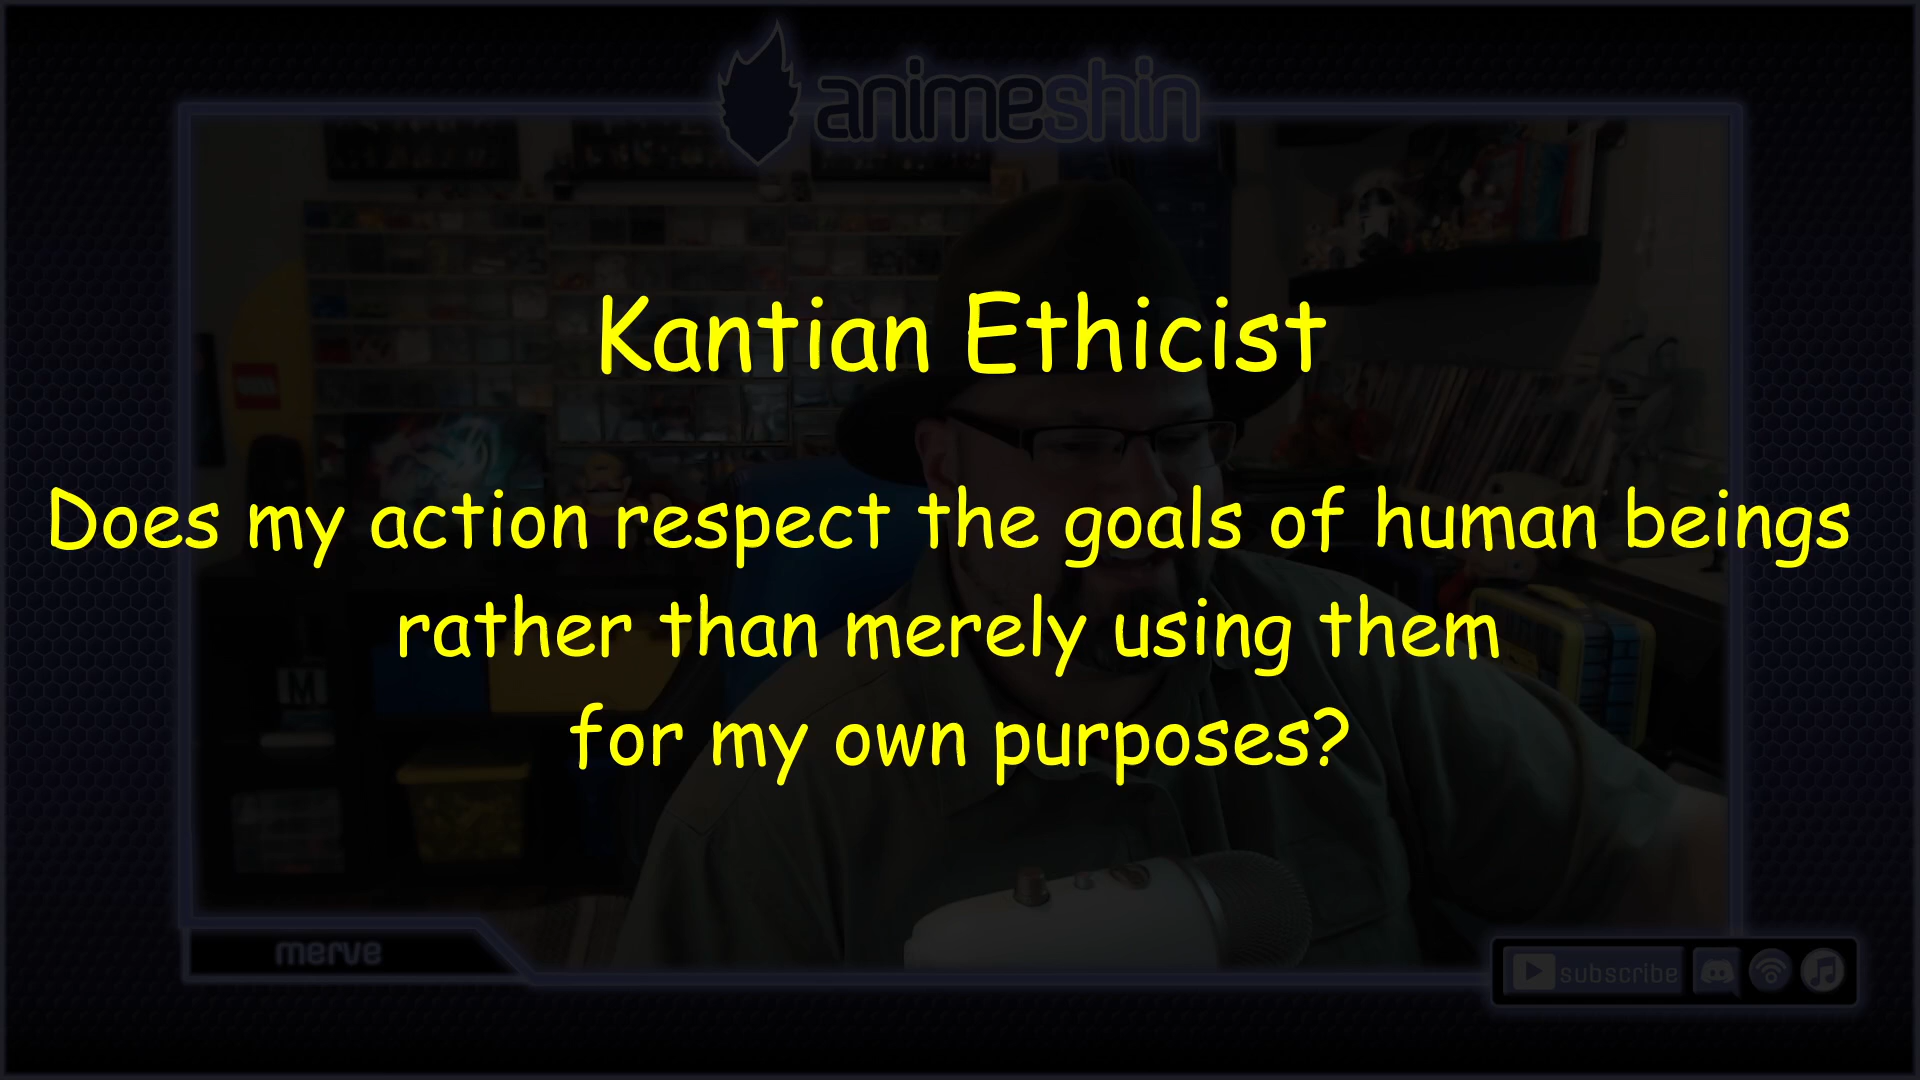 animeshin
Kantian Ethicist
Does my action respect the goals of human beings
rather than merely using them
for my own purposes?
M
merve
subscribe